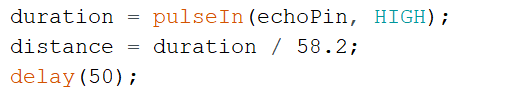 duration = pulseIn(echoPin, HIGH);
distance = duration / 58.2;
delay(50);